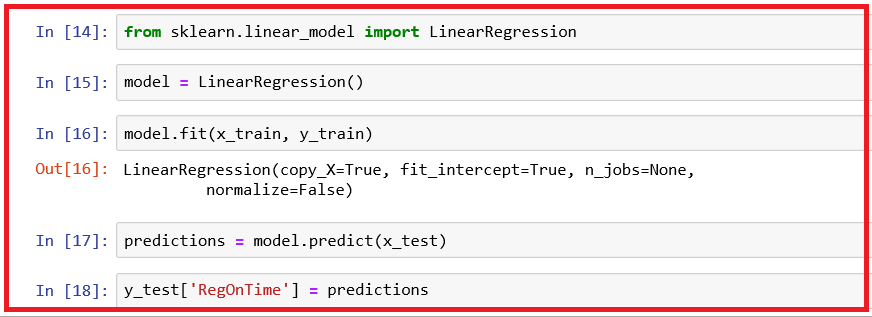 In [14]: from sklearn.linear_model import LinearRegression
In [15]: model = LinearRegression()
In [16]: model.fit(x_train, y_train)
Out[16]: LinearRegression(copy_X=True, fit_intercept=True, n_jobs=None,
normalize=False)
In [17]: predictions = model.predict(x_test)
In [18]: y_test['RegOnTime'] = predictions